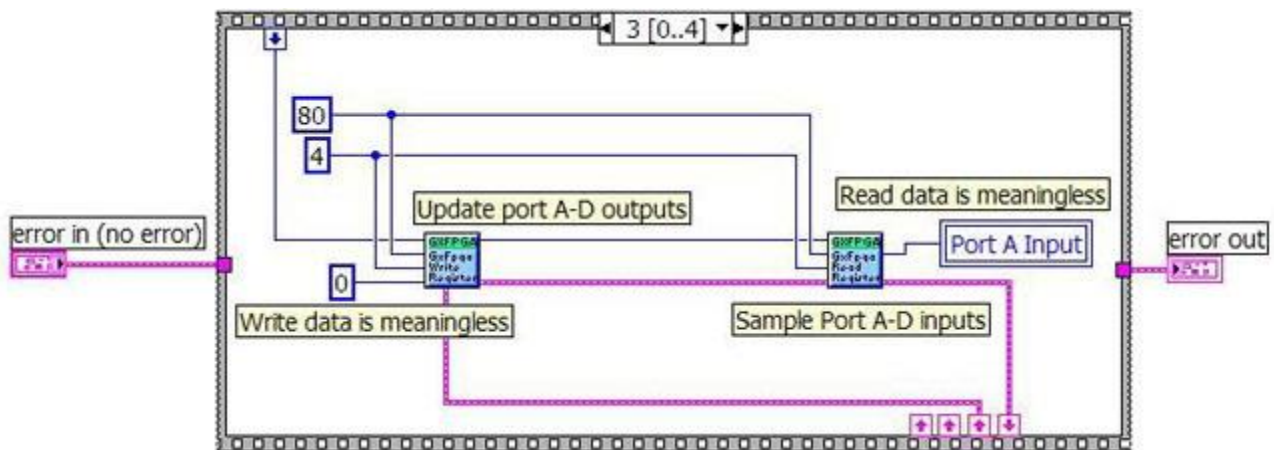 3 [0..4]
80
4
Read data is meaningless
Update port A-D outputs
error in (no error)
GXFPGA
GxFpga
Write
Register
GXFPGA
GxFpga
Read
Register
Port A Input
error out
0
Write data is meaningless
Sample Port A-D inputs